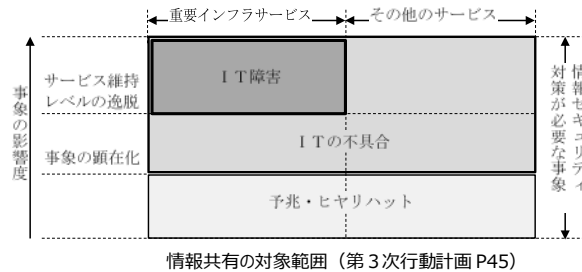 重要インフラサービス
その他のサービス
サービス維持
レベルの逸脱
ＩＴ障害
ＩＴの不具合
事象の顕在化
予兆・ヒヤリハット
事象の影響度
情報セキュリティ
対策が必要な事象
情報共有の対象範囲（第３次行動計画 P45）